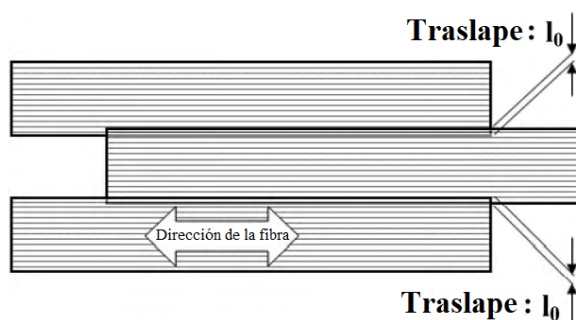 Traslape : l₀
Dirección de la fibra
Traslape : l₀